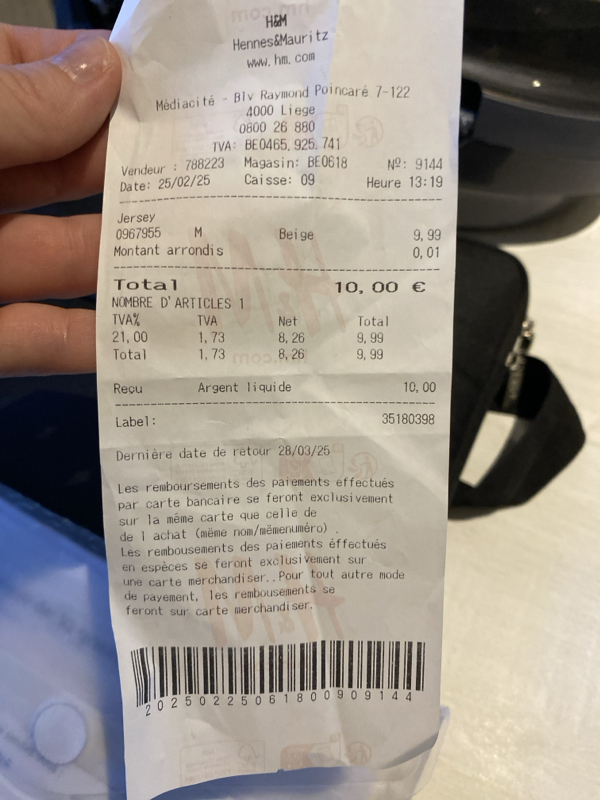 H&M
Hennes&Mauritz
www.hm.com
Médiacité - Blv Raymond Poincaré 7-122
4000 Liege
0800 26 880
TVA: BE0465.925.741
Vendeur : 788223 Magasin: BE0618 Nº: 9144
Date: 25/02/25 Caisse: 09 Heure 13:19
Jersey
0967955 M Beige 9,99
Montant arrondis 0,01
Total 10,00 €
NOMBRE D'ARTICLES 1
TVA% TVA Net Total
21,00 1,73 8,26 9,99
Total 1,73 8,26 9,99
Reçu Argent liquide 10,00
Label: 35180398
Dernière date de retour 28/03/25
Les remboursements des paiements effectués
par carte bancaire se feront exclusivement
sur la même carte que celle de
de l achat (même nom/mêmenuméro) .
Les rembousements des paiements éffectués
en espèces se feront exclusivement sur
une carte merchandiser..Pour tout autre mode
de payement, les rembousements se
feront sur carte merchandiser.
20250225061800909144